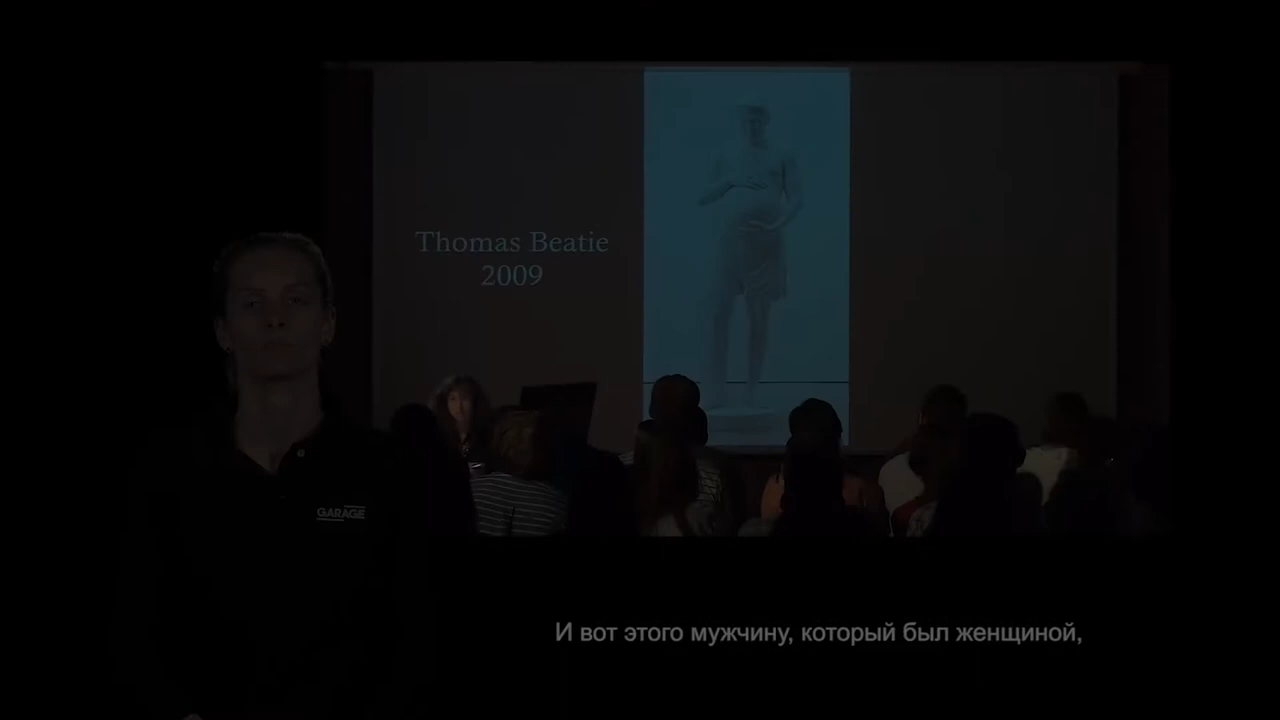 Thomas Beatie
2009
GARAGE
И вот этого мужчину, который был женщиной,